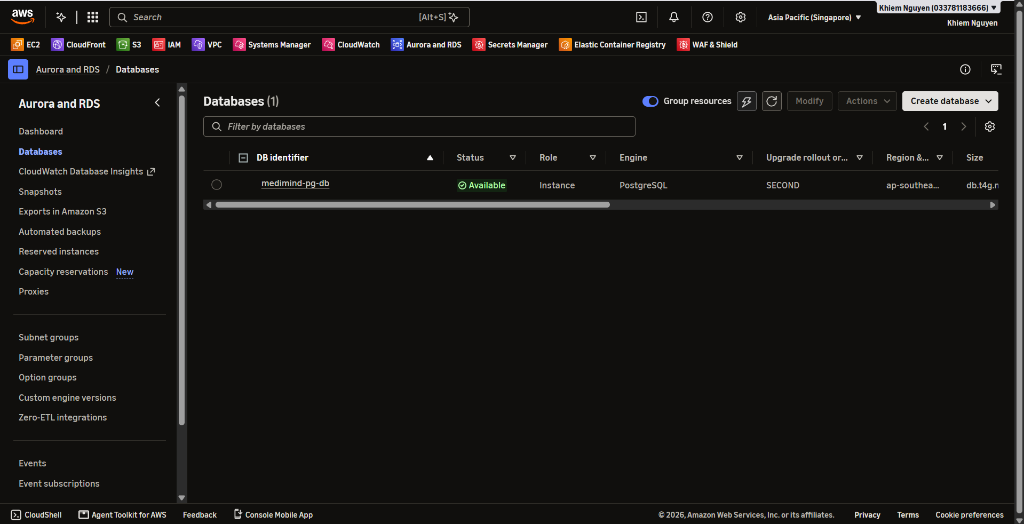 aws
Search [Alt+S]
Asia Pacific (Singapore)
Khiem Nguyen (033781183666)
Khiem Nguyen
EC2 CloudFront S3 IAM VPC Systems Manager CloudWatch Aurora and RDS Secrets Manager Elastic Container Registry WAF & Shield
Aurora and RDS / Databases
Aurora and RDS
Dashboard
Databases
CloudWatch Database Insights
Snapshots
Exports in Amazon S3
Automated backups
Reserved instances
Capacity reservations New
Proxies
Subnet groups
Parameter groups
Option groups
Custom engine versions
Zero-ETL integrations
Events
Event subscriptions
Databases (1)
Group resources
Modify
Actions
Create database
Filter by databases
1
DB identifier Status Role Engine Upgrade rollout or... Region &... Size
medimind-pg-db Available Instance PostgreSQL SECOND ap-southea... db.t4g.
CloudShell Agent Toolkit for AWS Feedback Console Mobile App
© 2026, Amazon Web Services, Inc. or its affiliates. Privacy Terms Cookie preferences